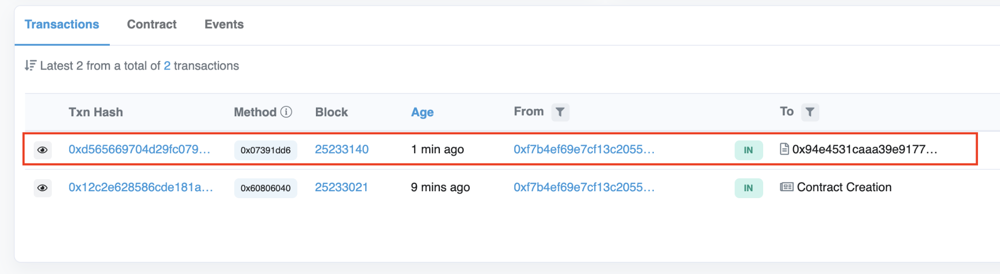 Transactions Contract Events
Latest 2 from a total of 2 transactions
Txn Hash Method Block Age From To
0xd565669704d29fc079... 0x07391dd6 25233140 1 min ago 0xf7b4ef69e7cf13c2055... IN 0x94e4531caaa39e9177...
0x12c2e628586cde181a... 0x60806040 25233021 9 mins ago 0xf7b4ef69e7cf13c2055... IN Contract Creation